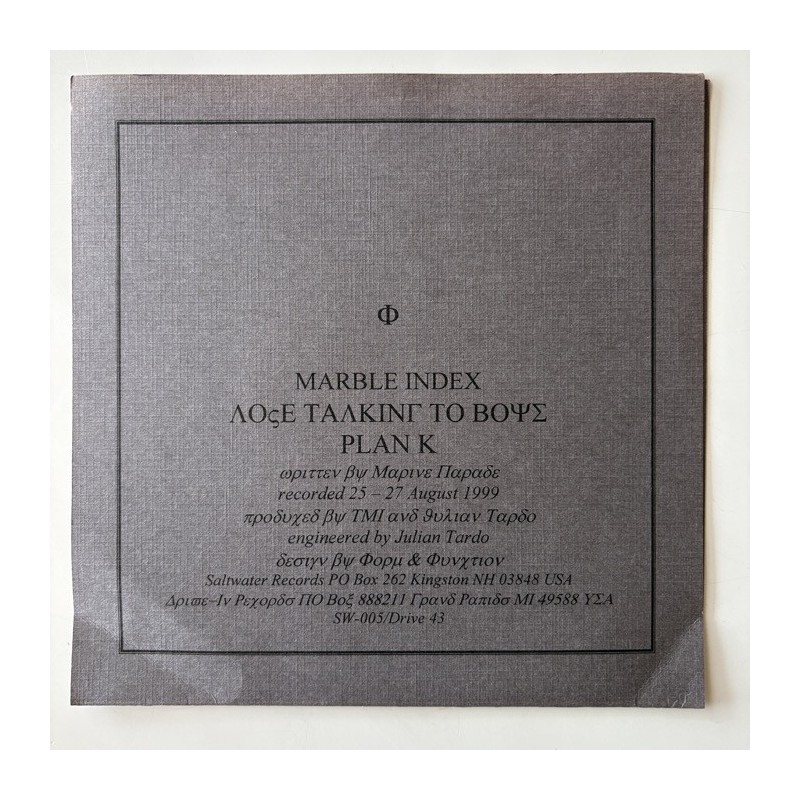 Φ
MARBLE INDEX
ΛΟςΕ ΤΑΛΚΙΝΓ ΤΟ ΒΟΨΣ
PLAN K
ωριττεν βψ Μαρινε Παραδε
recorded 25 – 27 August 1999
προδυχεδ βψ ΤΜΙ ανδ ϑυλιαν Ταρδο
engineered by Julian Tardo
δεσιγν βψ Φορμ & Φυνχτιον
Saltwater Records PO Box 262 Kingston NH 03848 USA
Δριϖε–Ιν Ρεχορδσ ΠΟ Βοξ 888211 Γρανδ Ραπιδσ ΜΙ 49588 ΥΣΑ
SW-005/Drive 43